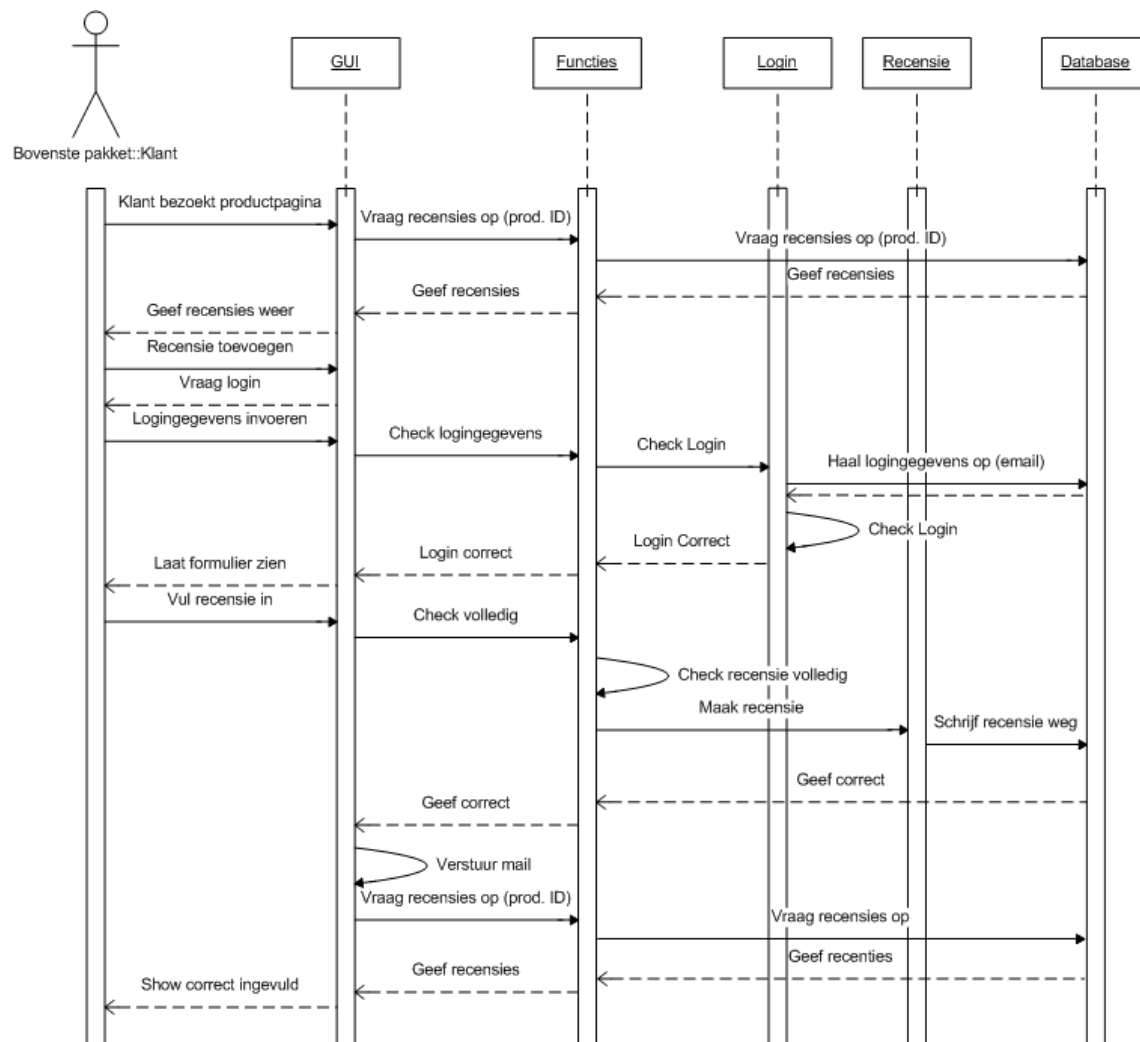 GUI
Functies
Login
Recensie
Database
Bovenste pakket::Klant
Klant bezoekt productpagina
Vraag recensies op (prod. ID)
Vraag recensies op (prod. ID)
Geef recensies
Geef recensies
Geef recensies weer
Recensie toevoegen
Vraag login
Logingegevens invoeren
Check logingegevens
Check Login
Haal logingegevens op (email)
Check Login
Login Correct
Login correct
Laat formulier zien
Vul recensie in
Check volledig
Check recensie volledig
Maak recensie
Schrijf recensie weg
Geef correct
Geef correct
Verstuur mail
Vraag recensies op (prod. ID)
Vraag recensies op
Geef recenties
Geef recensies
Show correct ingevuld